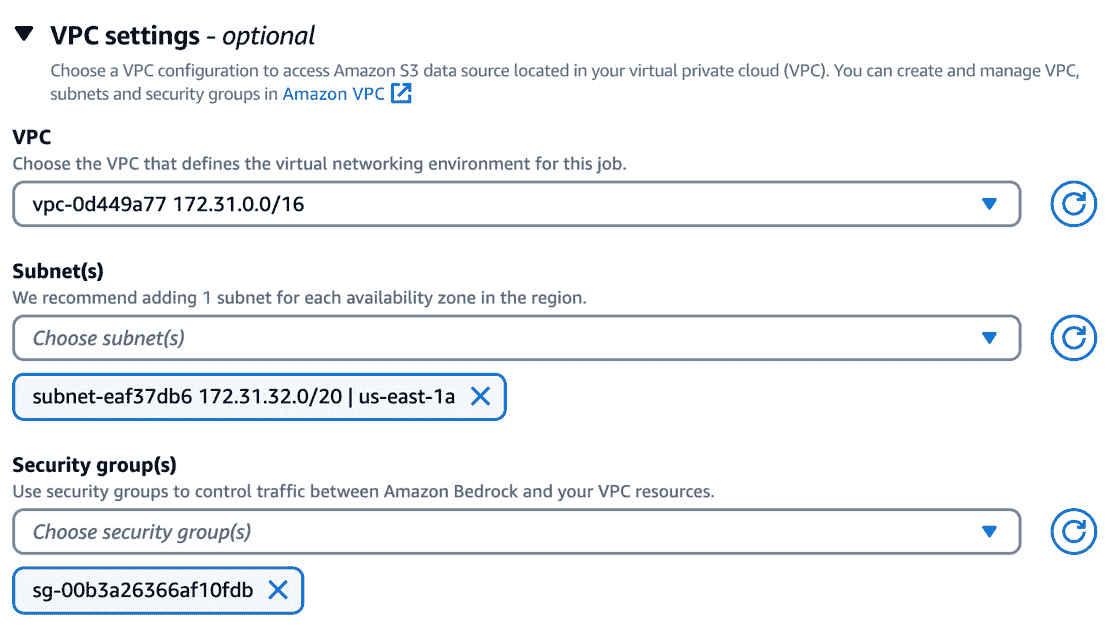 VPC settings - optional
Choose a VPC configuration to access Amazon S3 data source located in your virtual private cloud (VPC). You can create and manage VPC,
subnets and security groups in Amazon VPC
VPC
Choose the VPC that defines the virtual networking environment for this job.
vpc-0d449a77 172.31.0.0/16
Subnet(s)
We recommend adding 1 subnet for each availability zone in the region.
Choose subnet(s)
subnet-eaf37db6 172.31.32.0/20 | us-east-1a
Security group(s)
Use security groups to control traffic between Amazon Bedrock and your VPC resources.
Choose security group(s)
sg-00b3a26366af10fdb